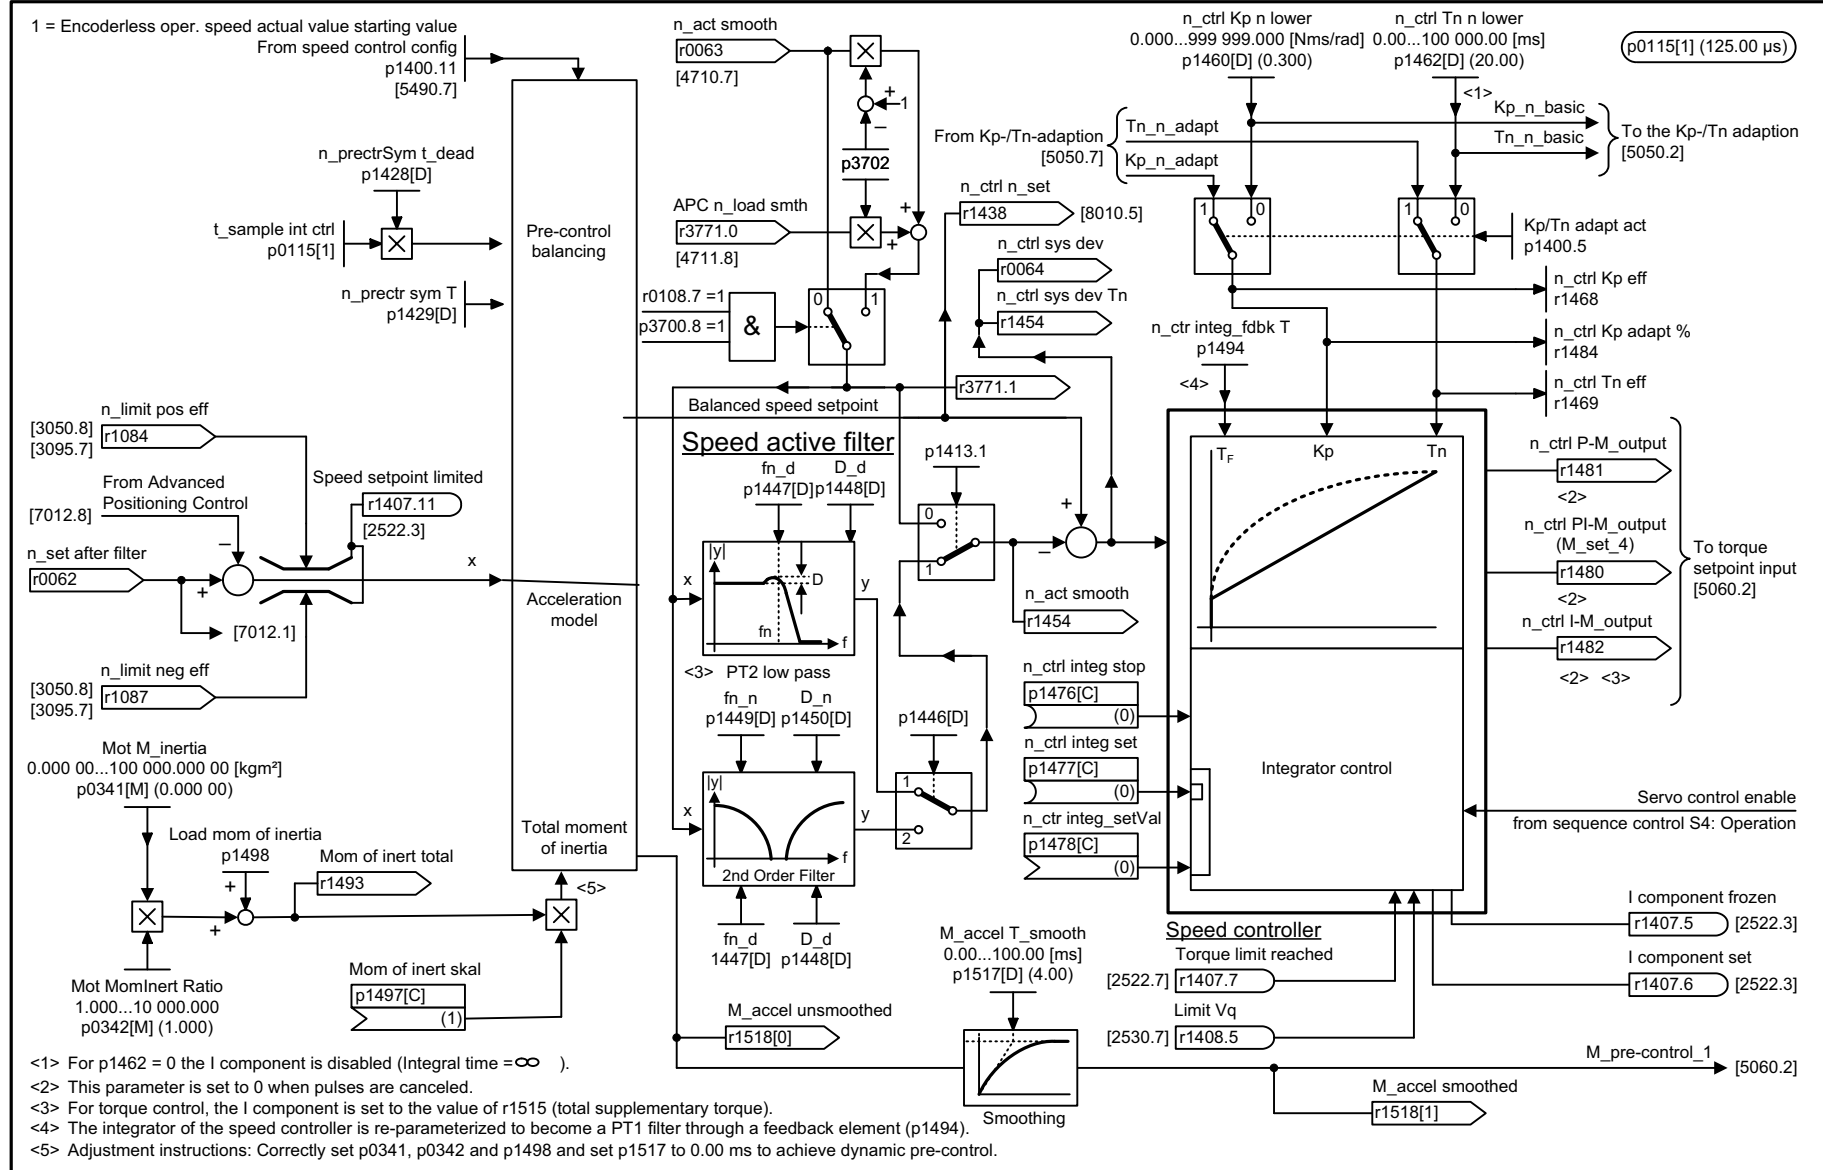 1 = Encoderless oper. speed actual value starting value
From speed control config
p1400.11
[5490.7]
n_prectrSym t_dead
p1428[D]
t_sample int ctrl
p0115[1]
n_prectr sym T
p1429[D]
Pre-control
balancing
n_act smooth
r0063
[4710.7]
+
1
–
p3702
APC n_load smth
r3771.0
[4711.8]
+
+
r0108.7 =1
p3700.8 =1
&
0
1
n_ctrl n_set
r1438
[8010.5]
n_ctrl sys dev
r0064
n_ctrl sys dev Tn
r1454
r3771.1
n_ctrl Kp n lower
0.000...999 999.000 [Nms/rad]
p1460[D] (0.300)
n_ctrl Tn n lower
0.00...100 000.00 [ms]
p1462[D] (20.00)
<1>
p0115[1] (125.00 µs)
From Kp-/Tn-adaption
[5050.7]
Tn_n_adapt
Kp_n_adapt
Kp_n_basic
Tn_n_basic
To the Kp-/Tn adaption
[5050.2]
1
0
1
0
Kp/Tn adapt act
p1400.5
n_ctrl Kp eff
r1468
n_ctrl Kp adapt %
r1484
n_ctrl Tn eff
r1469
n_ctr integ_fdbk T
p1494
<4>
n_limit pos eff
[3050.8]
[3095.7]
r1084
From Advanced
Positioning Control
[7012.8]
–
Speed setpoint limited
r1407.11
[2522.3]
n_set after filter
r0062
+
x
[7012.1]
n_limit neg eff
[3050.8]
[3095.7]
r1087
Acceleration
model
Balanced speed setpoint
Speed active filter
fn_d
p1447[D]
D_d
p1448[D]
|y|
x
D
fn
f
y
<3> PT2 low pass
fn_n
p1449[D]
D_n
p1450[D]
|y|
x
y
f
2nd Order Filter
fn_d
1447[D]
D_d
p1448[D]
p1413.1
0
1
p1446[D]
1
2
+
–
n_act smooth
r1454
T_F
Kp
Tn
n_ctrl integ stop
p1476[C]
(0)
n_ctrl integ set
p1477[C]
(0)
n_ctr integ_setVal
p1478[C]
(0)
Integrator control
Speed controller
n_ctrl P-M_output
r1481
<2>
n_ctrl PI-M_output
(M_set_4)
r1480
<2>
n_ctrl I-M_output
r1482
<2> <3>
To torque
setpoint input
[5060.2]
Servo control enable
from sequence control S4: Operation
Mot M_inertia
0.000 00...100 000.000 00 [kgm²]
p0341[M] (0.000 00)
Load mom of inertia
p1498
+
+
Mom of inert total
r1493
Total moment
of inertia
<5>
Mot MomInert Ratio
1.000...10 000.000
p0342[M] (1.000)
Mom of inert skal
p1497[C]
(1)
M_accel unsmoothed
r1518[0]
M_accel T_smooth
0.00...100.00 [ms]
p1517[D] (4.00)
Smoothing
Torque limit reached
[2522.7]
r1407.7
Limit Vq
[2530.7]
r1408.5
I component frozen
r1407.5
[2522.3]
I component set
r1407.6
[2522.3]
M_pre-control_1
[5060.2]
M_accel smoothed
r1518[1]
<1> For p1462 = 0 the I component is disabled (Integral time = ∞ ).
<2> This parameter is set to 0 when pulses are canceled.
<3> For torque control, the I component is set to the value of r1515 (total supplementary torque).
<4> The integrator of the speed controller is re-parameterized to become a PT1 filter through a feedback element (p1494).
<5> Adjustment instructions: Correctly set p0341, p0342 and p1498 and set p1517 to 0.00 ms to achieve dynamic pre-control.